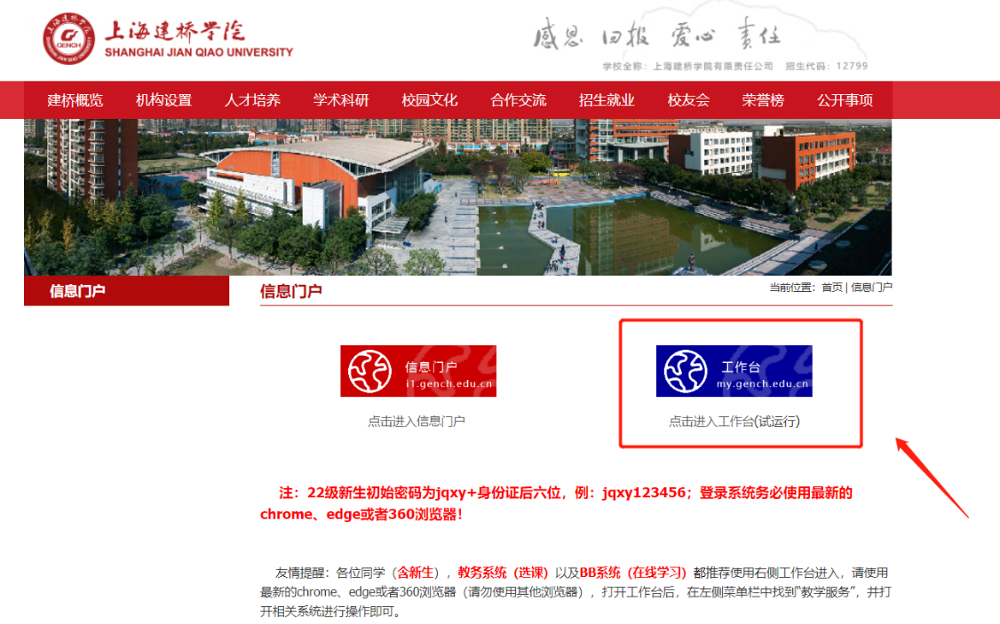 上海建桥学院
SHANGHAI JIAN QIAO UNIVERSITY
GENCH
感恩 回报 爱心 责任
学校全称：上海建桥学院有限责任公司 招生代码：12799
建桥概览 机构设置 人才培养 学术科研 校园文化 合作交流 招生就业 校友会 荣誉榜 公开事项
信息门户
信息门户
当前位置：首页 | 信息门户
信息门户
i1.gench.edu.cn
点击进入信息门户
工作台
my.gench.edu.cn
点击进入工作台(试运行)
注：22级新生初始密码为jqxy+身份证后六位，例：jqxy123456；登录系统务必使用最新的
chrome、edge或者360浏览器！
友情提醒：各位同学（含新生），教务系统（选课）以及BB系统（在线学习）都推荐使用右侧工作台进入，请使用
最新的chrome、edge或者360浏览器（请勿使用其他浏览器），打开工作台后，在左侧菜单栏中找到“教学服务”，并打
开相关系统进行操作即可。